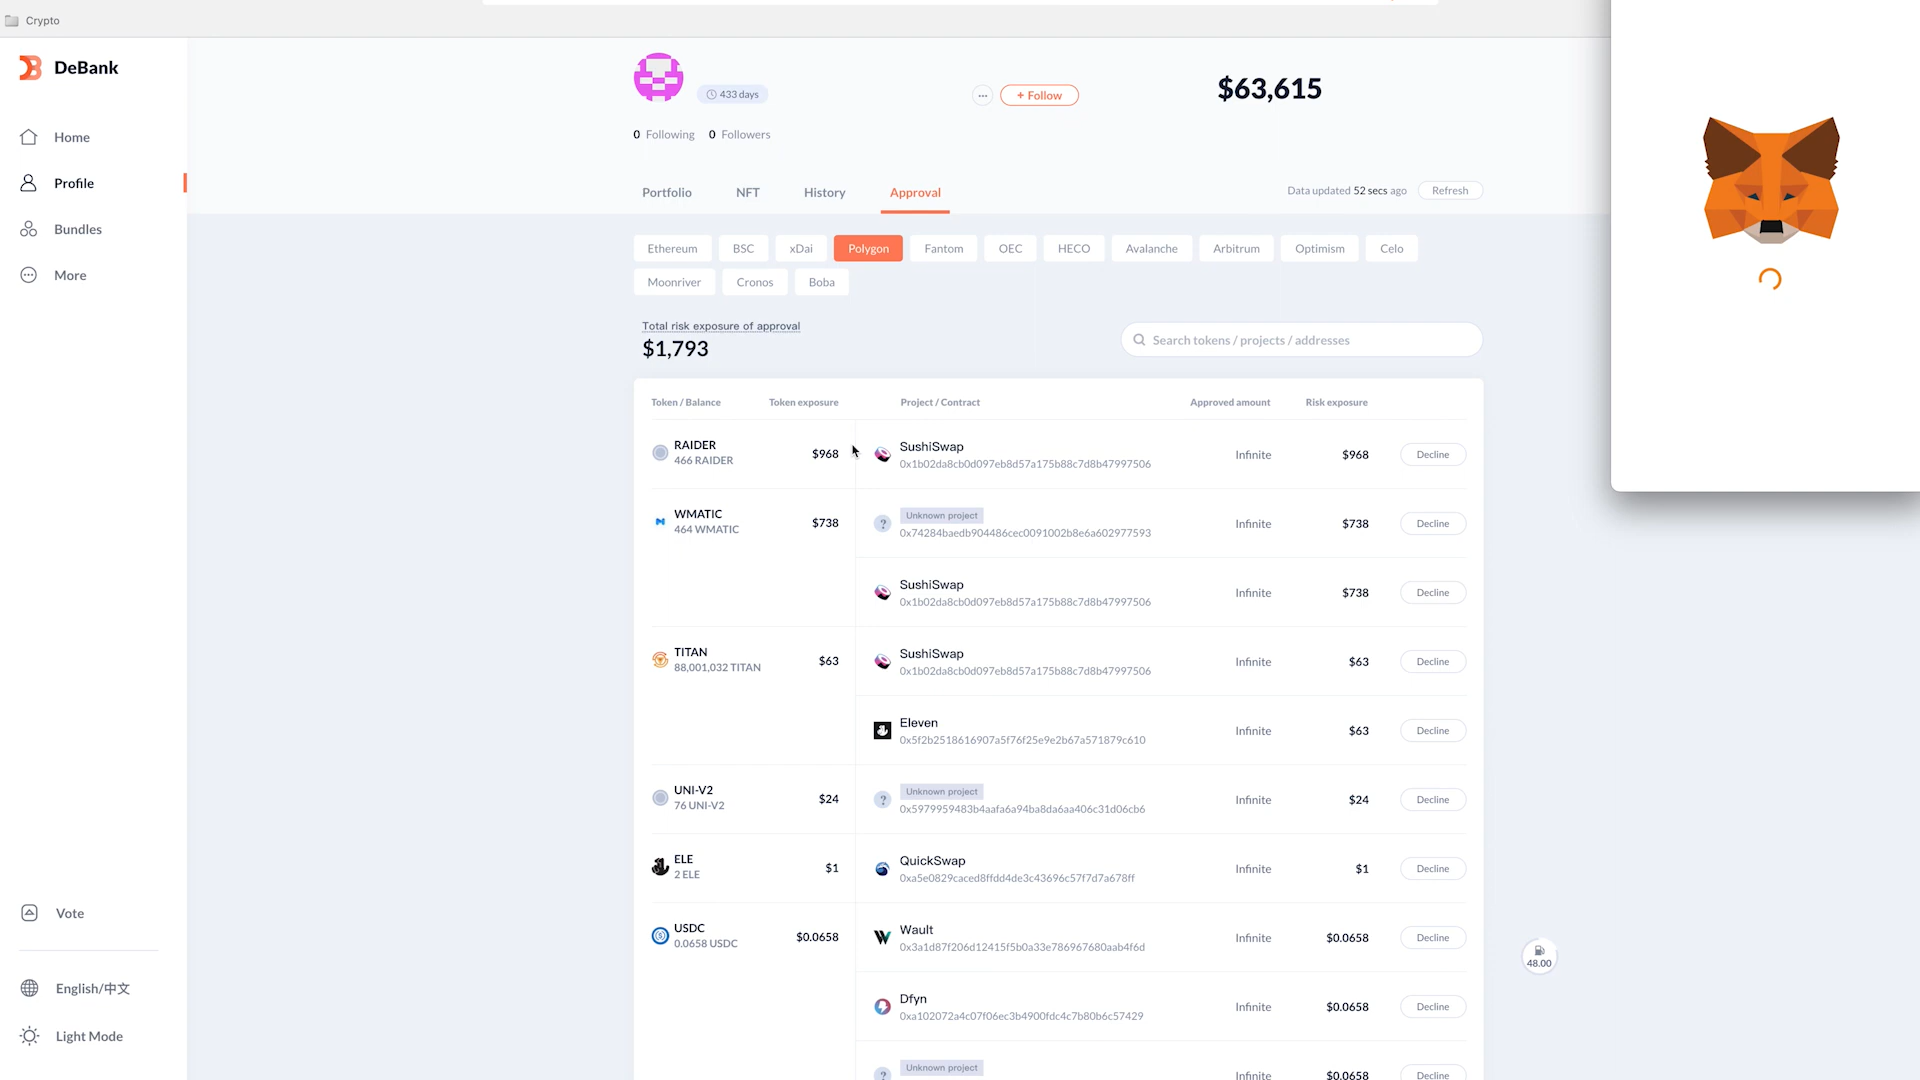 Crypto
DeBank
Home
Profile
Bundles
More
Vote
English/中文
Light Mode
433 days
0 Following 0 Followers
...
+ Follow
$63,615
Portfolio NFT History Approval
Data updated 52 secs ago Refresh
Ethereum BSC xDai Polygon Fantom OEC HECO Avalanche Arbitrum Optimism Celo
Moonriver Cronos Boba
Total risk exposure of approval
$1,793
Search tokens / projects / addresses
Token / Balance Token exposure Project / Contract Approved amount Risk exposure
RAIDER
466 RAIDER
$968
SushiSwap
0x1b02da8cb0d097eb8d57a175b88c7d8b47997506
Infinite $968 Decline
WMATIC
464 WMATIC
$738
? Unknown project
0x74284baedb904486cec0091002b8e6a602977593
Infinite $738 Decline
SushiSwap
0x1b02da8cb0d097eb8d57a175b88c7d8b47997506
Infinite $738 Decline
TITAN
88,001,032 TITAN
$63
SushiSwap
0x1b02da8cb0d097eb8d57a175b88c7d8b47997506
Infinite $63 Decline
Eleven
0x5f2b2518616907a5f76f25e9e2b67a571879c610
Infinite $63 Decline
UNI-V2
76 UNI-V2
$24
? Unknown project
0x5979959483b4aafa6a94ba8da6aa406c31d06cb6
Infinite $24 Decline
ELE
2 ELE
$1
QuickSwap
0xa5e0829caced8ffdd4de3c43696c57f7d7a678ff
Infinite $1 Decline
USDC
0.0658 USDC
$0.0658
Wault
0x3a1d87f206d12415f5b0a33e786967680aab4f6d
Infinite $0.0658 Decline
Dfyn
0xa102072a4c07f06ec3b4900fdc4c7b80b6c57429
Infinite $0.0658 Decline
? Unknown project
Infinite $0.0658 Decline
48.00